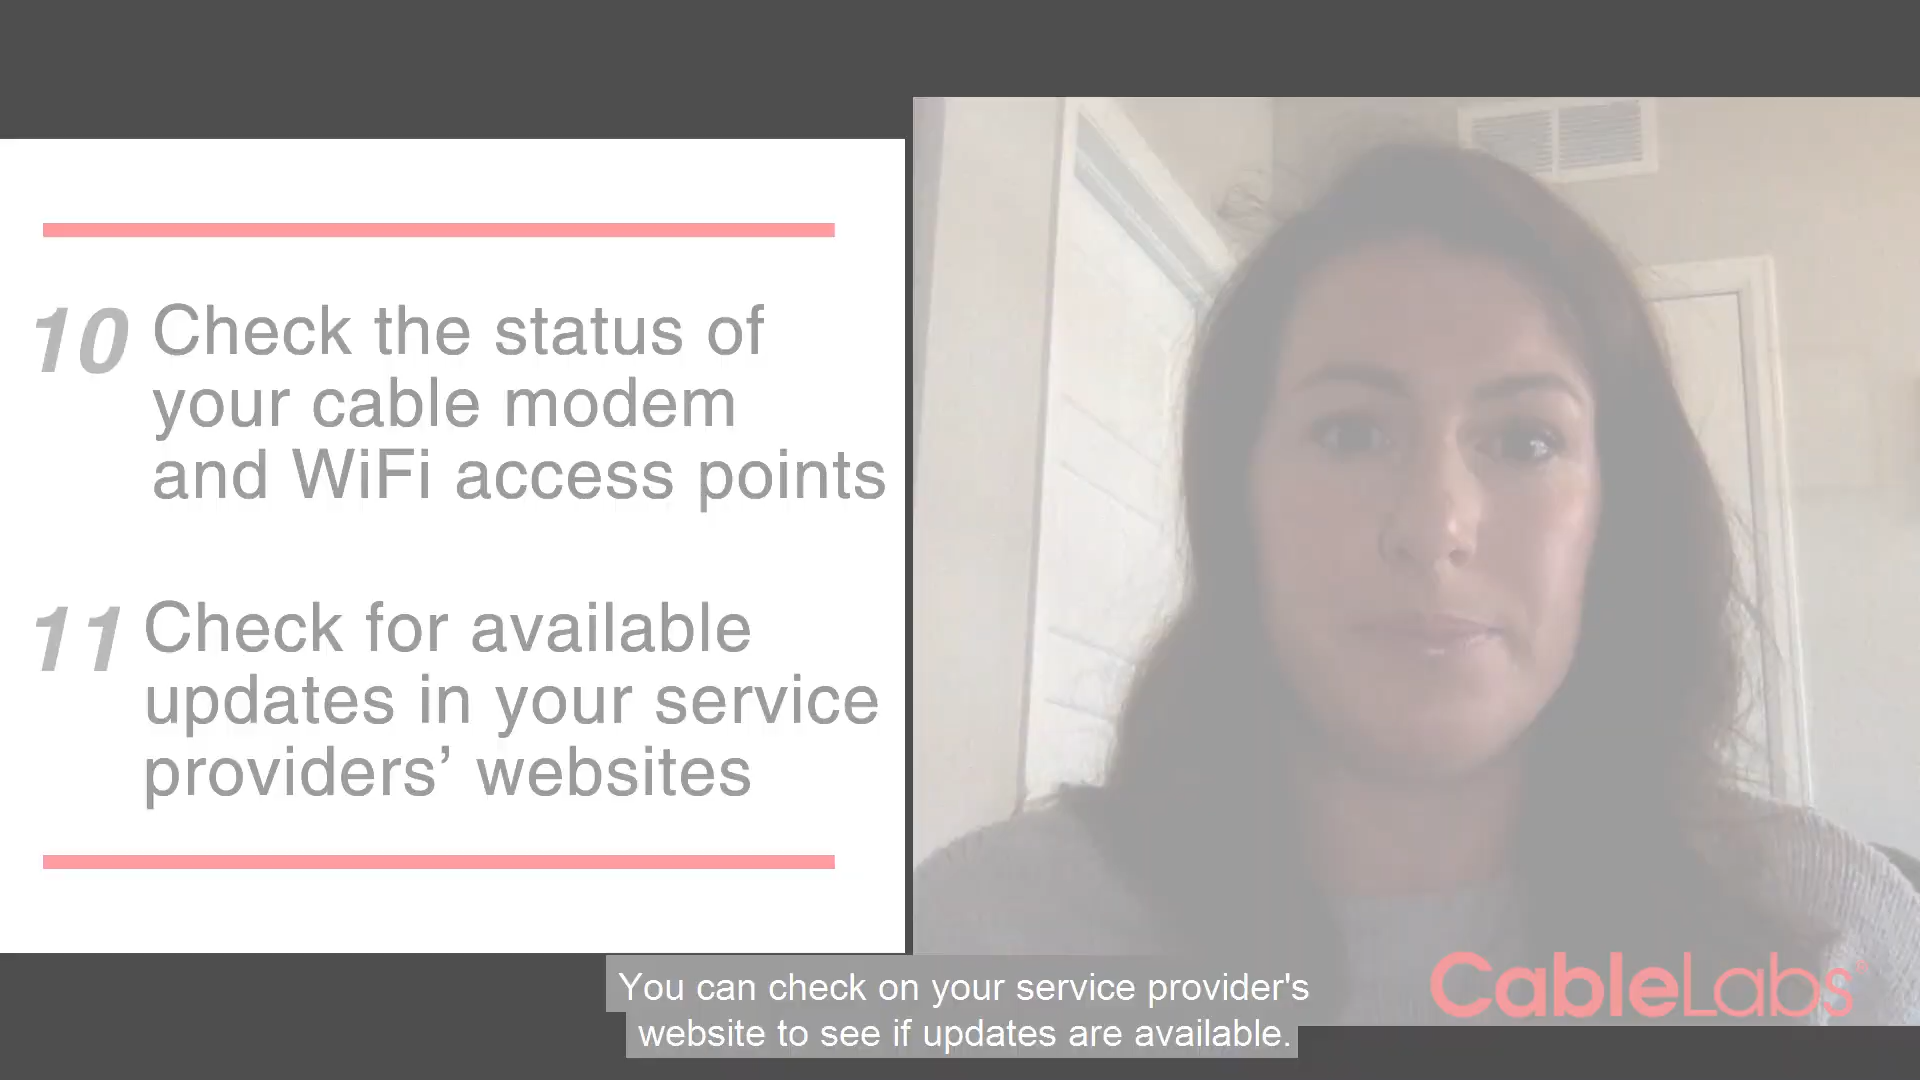 10 Check the status of
your cable modem
and WiFi access points
11 Check for available
updates in your service
providers’ websites
CableLabs®
You can check on your service provider's
website to see if updates are available.